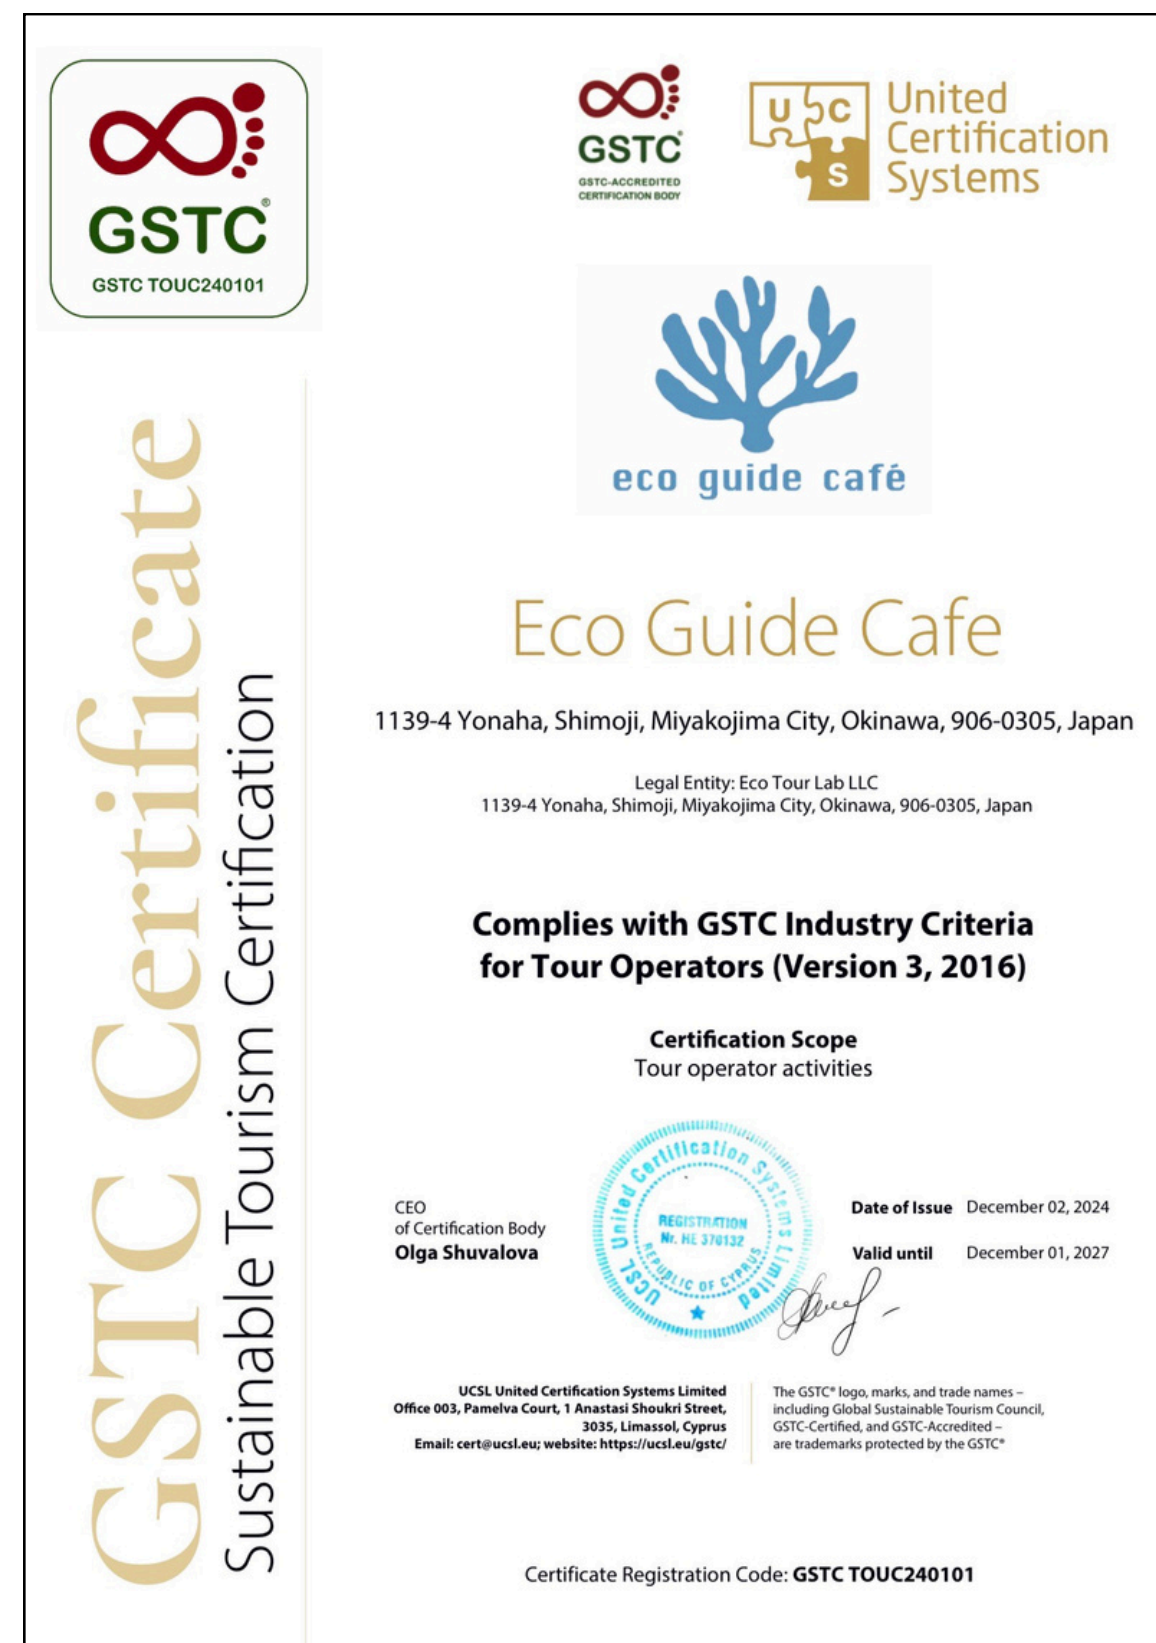 GSTC®
GSTC TOUC240101
GSTC®
GSTC-ACCREDITED
CERTIFICATION BODY
U C
S
United
Certification
Systems
eco guide café
GSTC Certificate
Sustainable Tourism Certification
Eco Guide Cafe
1139-4 Yonaha, Shimoji, Miyakojima City, Okinawa, 906-0305, Japan
Legal Entity: Eco Tour Lab LLC
1139-4 Yonaha, Shimoji, Miyakojima City, Okinawa, 906-0305, Japan
Complies with GSTC Industry Criteria
for Tour Operators (Version 3, 2016)
Certification Scope
Tour operator activities
CEO
of Certification Body
Olga Shuvalova
UCSL United Certification Systems Limited
REGISTRATION
Nr. HE 370132
REPUBLIC OF CYPRUS
Date of Issue December 02, 2024
Valid until December 01, 2027
UCSL United Certification Systems Limited
Office 003, Pamelva Court, 1 Anastasi Shoukri Street,
3035, Limassol, Cyprus
Email: cert@ucsl.eu; website: https://ucsl.eu/gstc/
The GSTC® logo, marks, and trade names –
including Global Sustainable Tourism Council,
GSTC-Certified, and GSTC-Accredited –
are trademarks protected by the GSTC®
Certificate Registration Code: GSTC TOUC240101